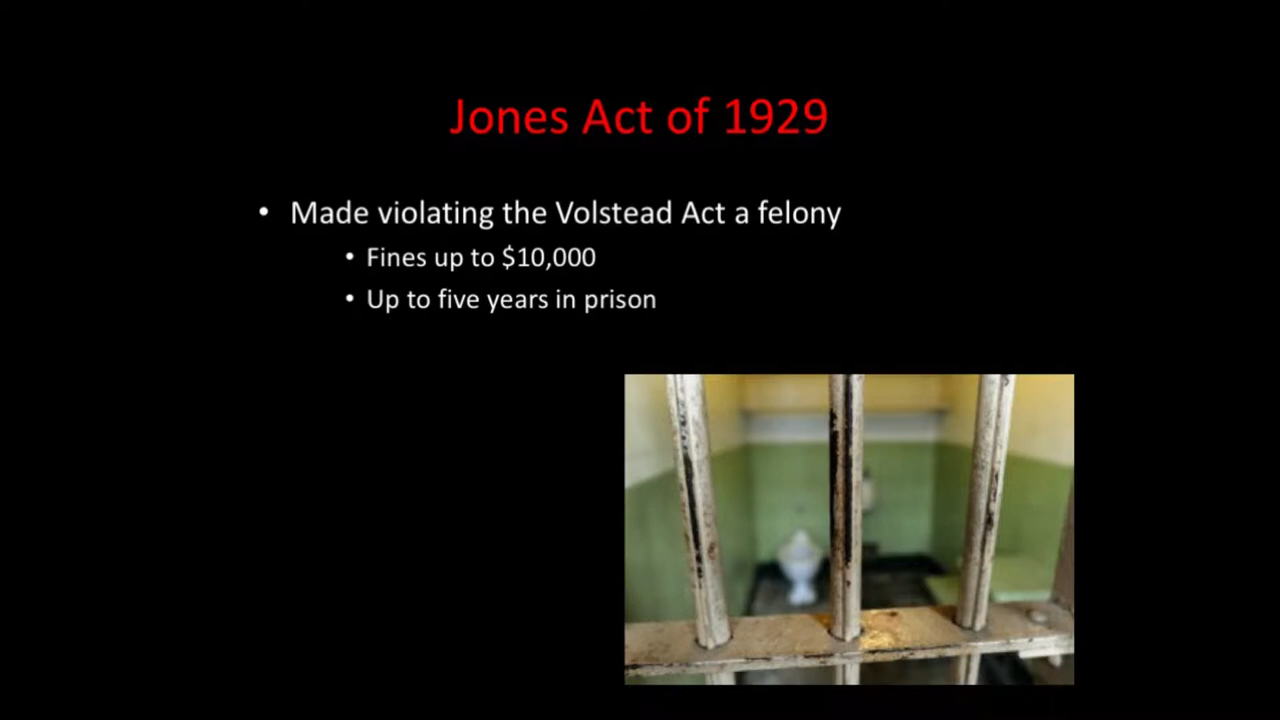 Jones Act of 1929
• Made violating the Volstead Act a felony
• Fines up to $10,000
• Up to five years in prison